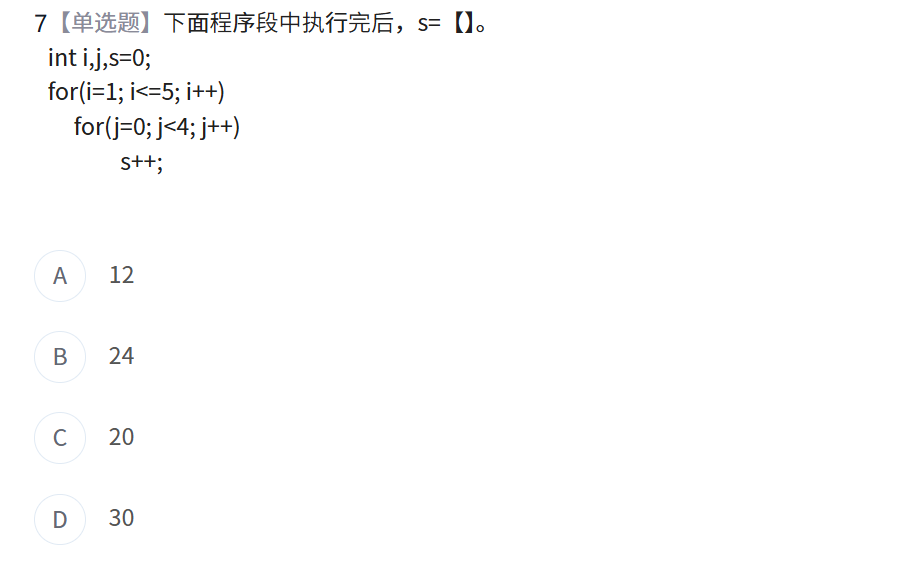 7【单选题】下面程序段中执行完后，s=【】。
int i,j,s=0;
for(i=1; i<=5; i++)
for(j=0; j<4; j++)
s++;
A 12
B 24
C 20
D 30